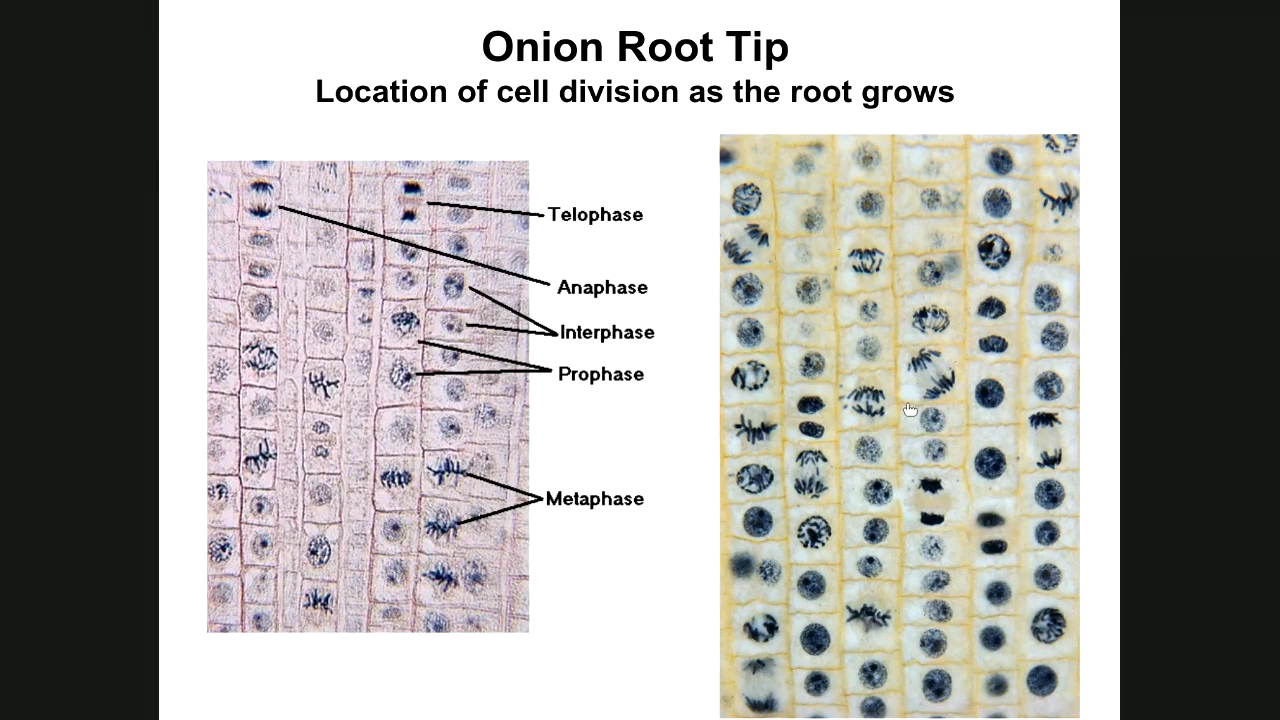 Onion Root Tip
Location of cell division as the root grows
Telophase
Anaphase
Interphase
Prophase
Metaphase